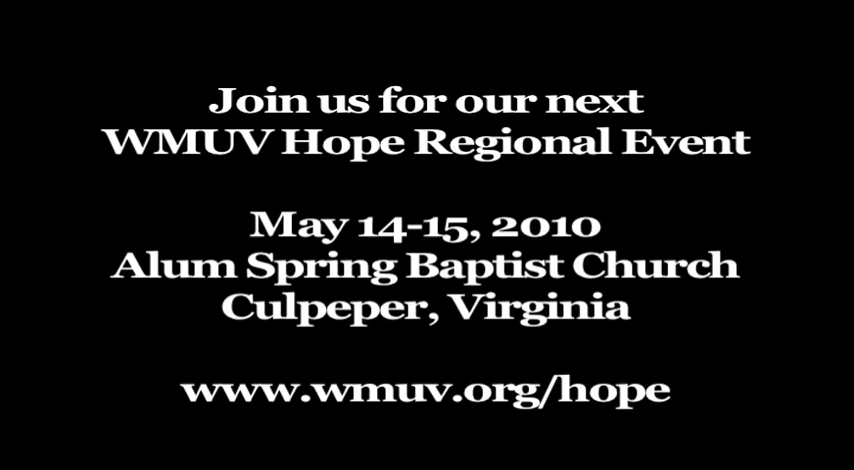 Join us for our next
WMUV Hope Regional Event
May 14-15, 2010
Alum Spring Baptist Church
Culpeper, Virginia
www.wmuv.org/hope